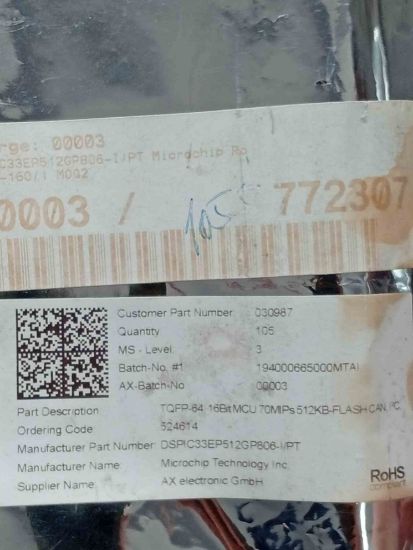 rge: 00003
IC33EP512GP806-I/PT Microchip Ro
-160/1 M002
0003 / 105 772307
Customer Part Number 030987
Quantity 105
MS - Level. 3
Batch-No. #1 194000665000MTAI
AX-Batch-No 00003
Part Description TQFP-64 16Bit MCU 70MIPs 512KB-FLASH CAN, I²C,
Ordering Code 524614
Manufacturer Part Number DSPIC33EP512GP806-I/PT
Manufacturer Name Microchip Technology Inc.
Supplier Name AX electronic GmbH
RoHS
compliant